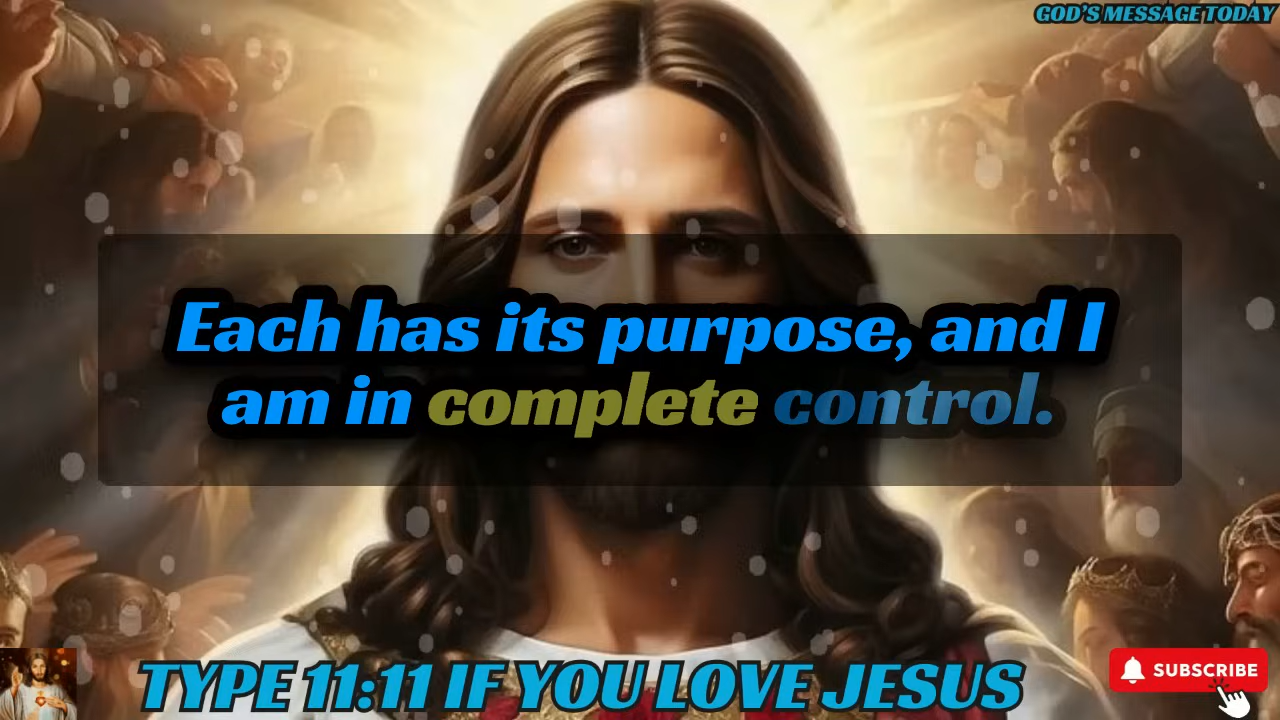 GOD'S MESSAGE TODAY
Each has its purpose, and I
am in complete control.
TYPE 11:11 IF YOU LOVE JESUS
SUBSCRIBE